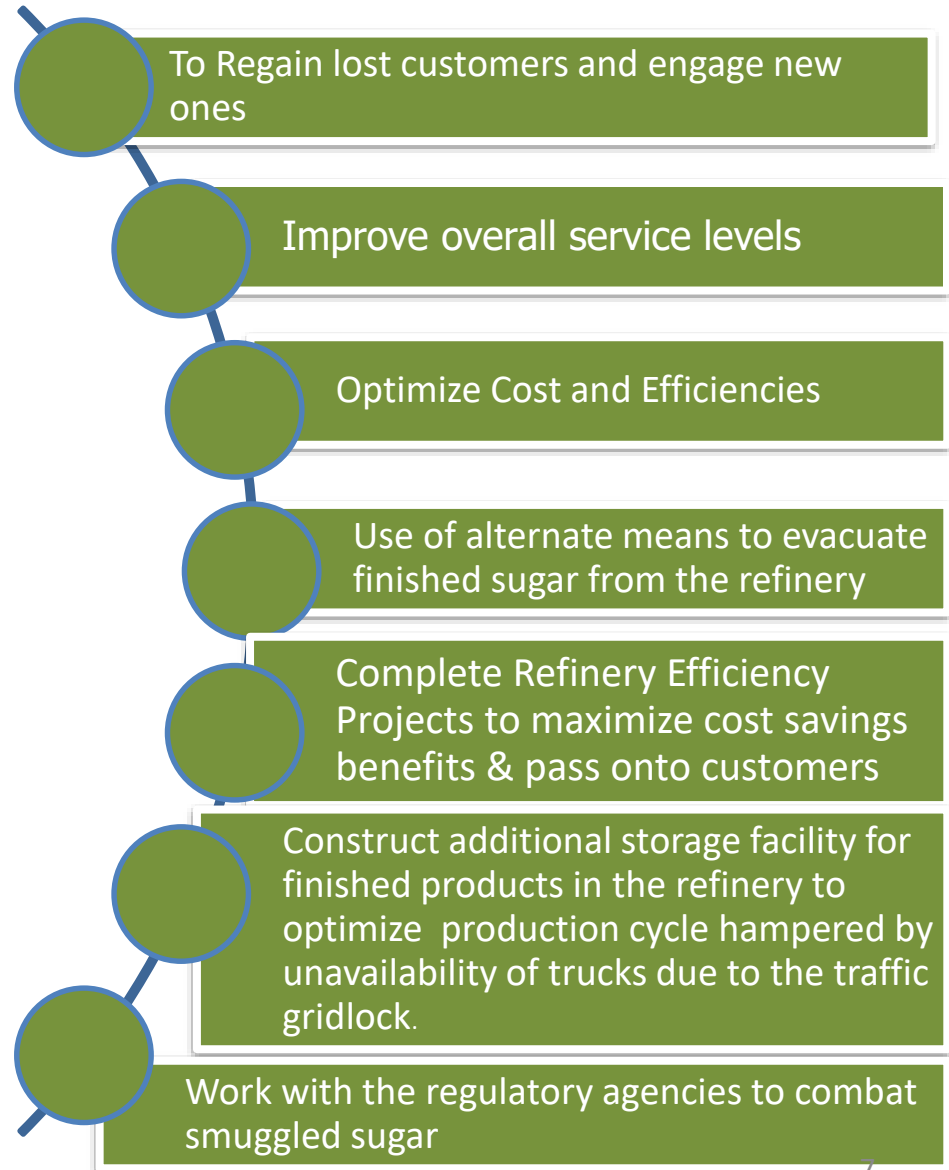 To Regain lost customers and engage new
ones
Improve overall service levels
Optimize Cost and Efficiencies
Use of alternate means to evacuate
finished sugar from the refinery
Complete Refinery Efficiency
Projects to maximize cost savings
benefits & pass onto customers
Construct additional storage facility for
finished products in the refinery to
optimize production cycle hampered by
unavailability of trucks due to the traffic
gridlock.
Work with the regulatory agencies to combat
smuggled sugar